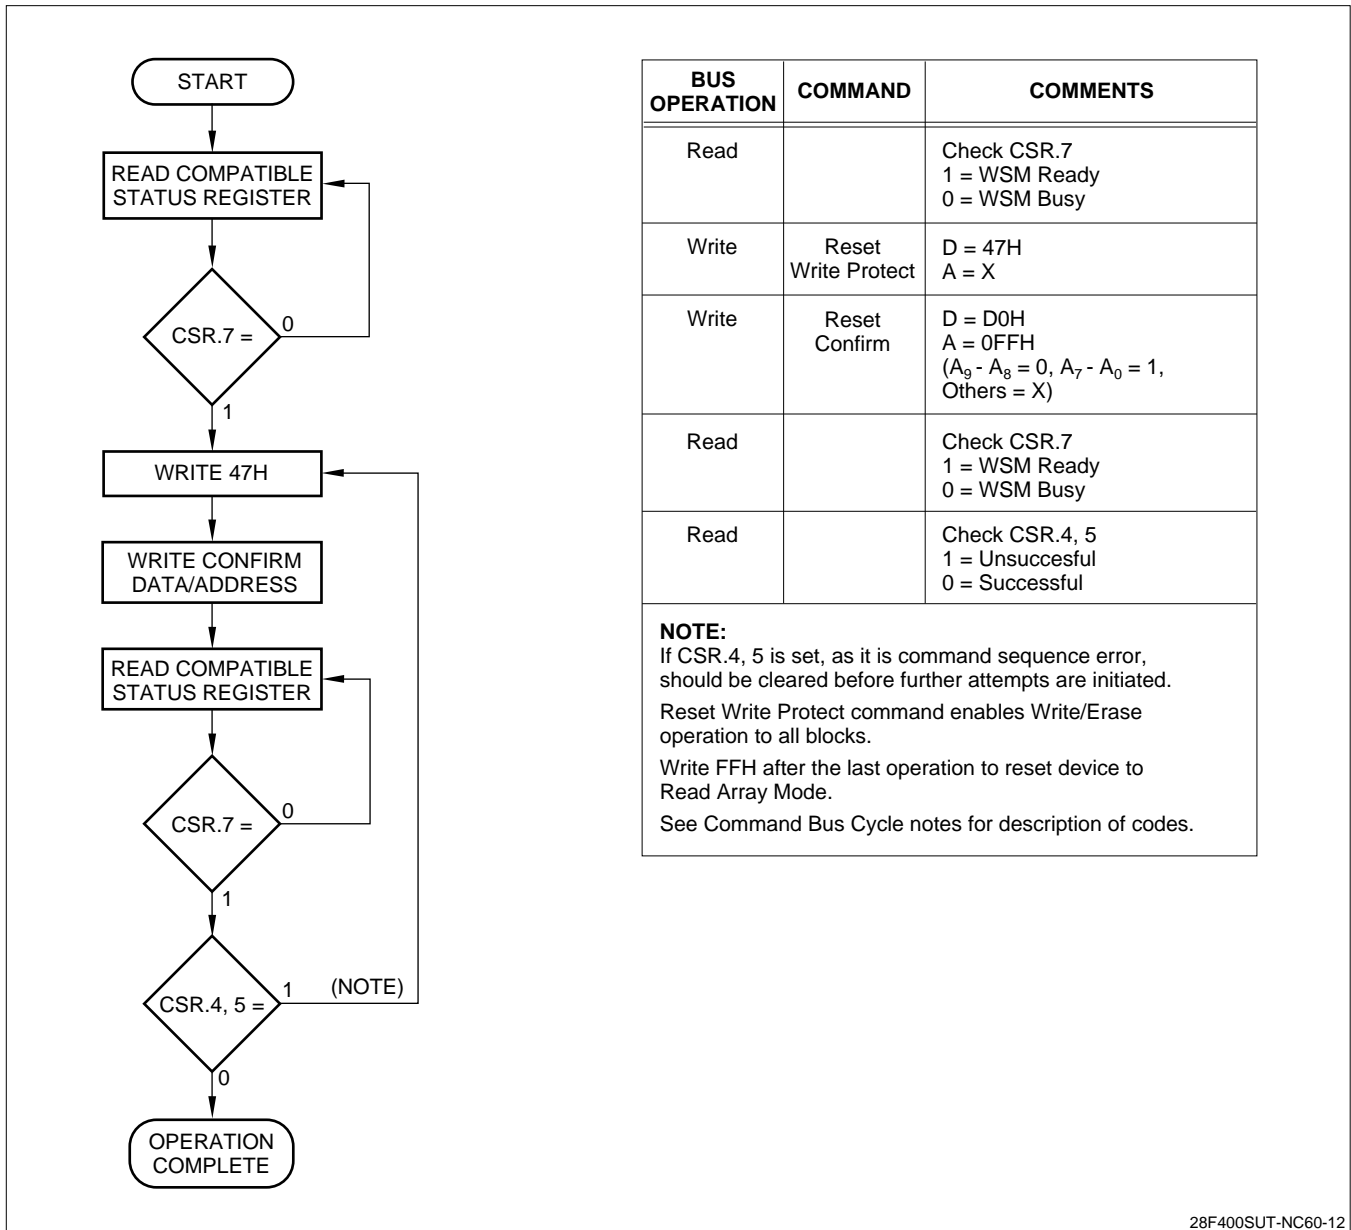 START
READ COMPATIBLE
STATUS REGISTER
CSR.7 =
0
1
WRITE 47H
WRITE CONFIRM
DATA/ADDRESS
READ COMPATIBLE
STATUS REGISTER
CSR.7 =
0
1
CSR.4, 5 =
1
(NOTE)
0
OPERATION
COMPLETE
BUS
OPERATION
COMMAND
COMMENTS
Read
Check CSR.7
1 = WSM Ready
0 = WSM Busy
Write
Reset
Write Protect
D = 47H
A = X
Write
Reset
Confirm
D = D0H
A = 0FFH
(A₉ - A₈ = 0, A₇ - A₀ = 1,
Others = X)
Read
Check CSR.7
1 = WSM Ready
0 = WSM Busy
Read
Check CSR.4, 5
1 = Unsuccesful
0 = Successful
NOTE:
If CSR.4, 5 is set, as it is command sequence error,
should be cleared before further attempts are initiated.
Reset Write Protect command enables Write/Erase
operation to all blocks.
Write FFH after the last operation to reset device to
Read Array Mode.
See Command Bus Cycle notes for description of codes.
28F400SUT-NC60-12